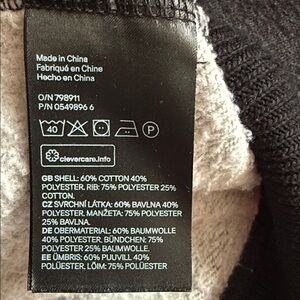 Made in China
Fabriqué en Chine
Hecho en China
O/N 798911
P/N 0549896 6
40 P
clevercare.info
GB SHELL: 60% COTTON 40%
POLYESTER. RIB: 75% POLYESTER 25%
COTTON.
CZ SVRCHNÍ LÁTKA: 60% BAVLNA 40%
POLYESTER. MANŽETA: 75% POLYESTER
25% BAVLNA.
DE OBERMATERIAL: 60% BAUMWOLLE
40% POLYESTER. BÜNDCHEN: 75%
POLYESTER 25% BAUMWOLLE
EE ÜMBRIS: 60% PUUVILL 40%
POLÜESTER. LÕIM: 75% POLÜESTER